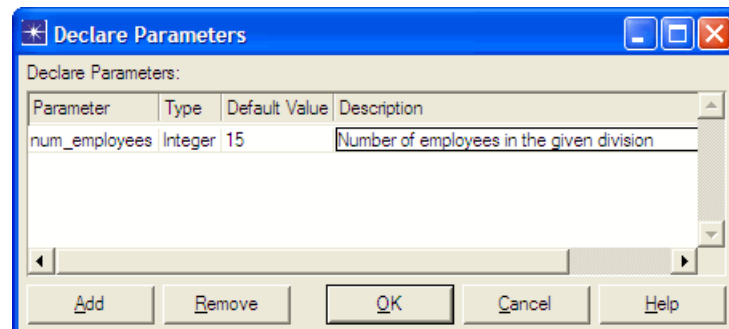 Declare Parameters
Declare Parameters:
Parameter Type Default Value Description
num_employees Integer 15 Number of employees in the given division
Add Remove OK Cancel Help